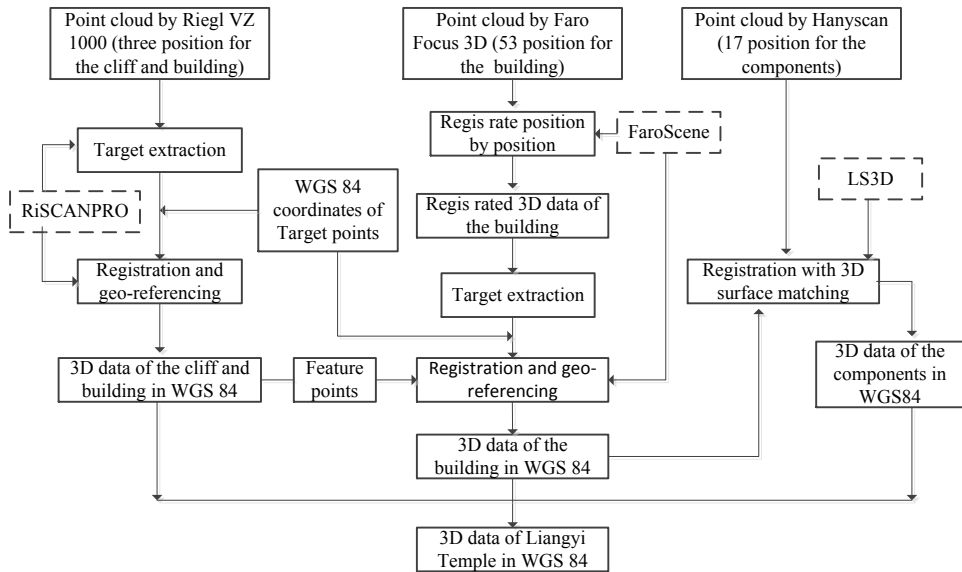 Point cloud by Riegl VZ
1000 (three position for
the cliff and building)
Point cloud by Faro
Focus 3D (53 position for
the building)
Point cloud by Hanyscan
(17 position for the
components)
Target extraction
Regis rate position
by position
FaroScene
RiSCANPRO
WGS 84
coordinates of
Target points
Regis rated 3D data of
the building
LS3D
Registration and
geo-referencing
Target extraction
Registration with 3D
surface matching
3D data of the cliff and
building in WGS 84
Feature
points
Registration and geo-
referencing
3D data of the
components in
WGS84
3D data of the
building in WGS 84
3D data of Liangyi
Temple in WGS 84